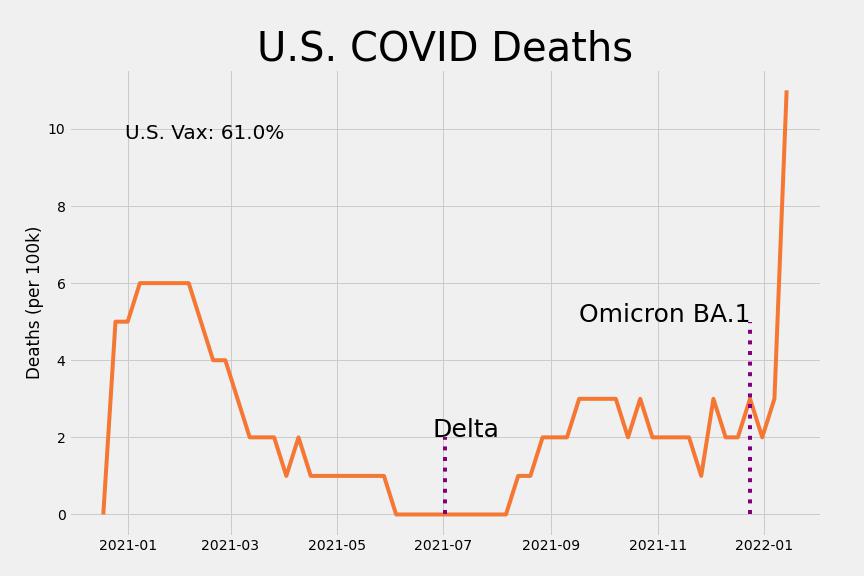 U.S. COVID Deaths
U.S. Vax: 61.0%
Deaths (per 100k)
10
8
6
4
2
0
Omicron BA.1
Delta
2021-01
2021-03
2021-05
2021-07
2021-09
2021-11
2022-01